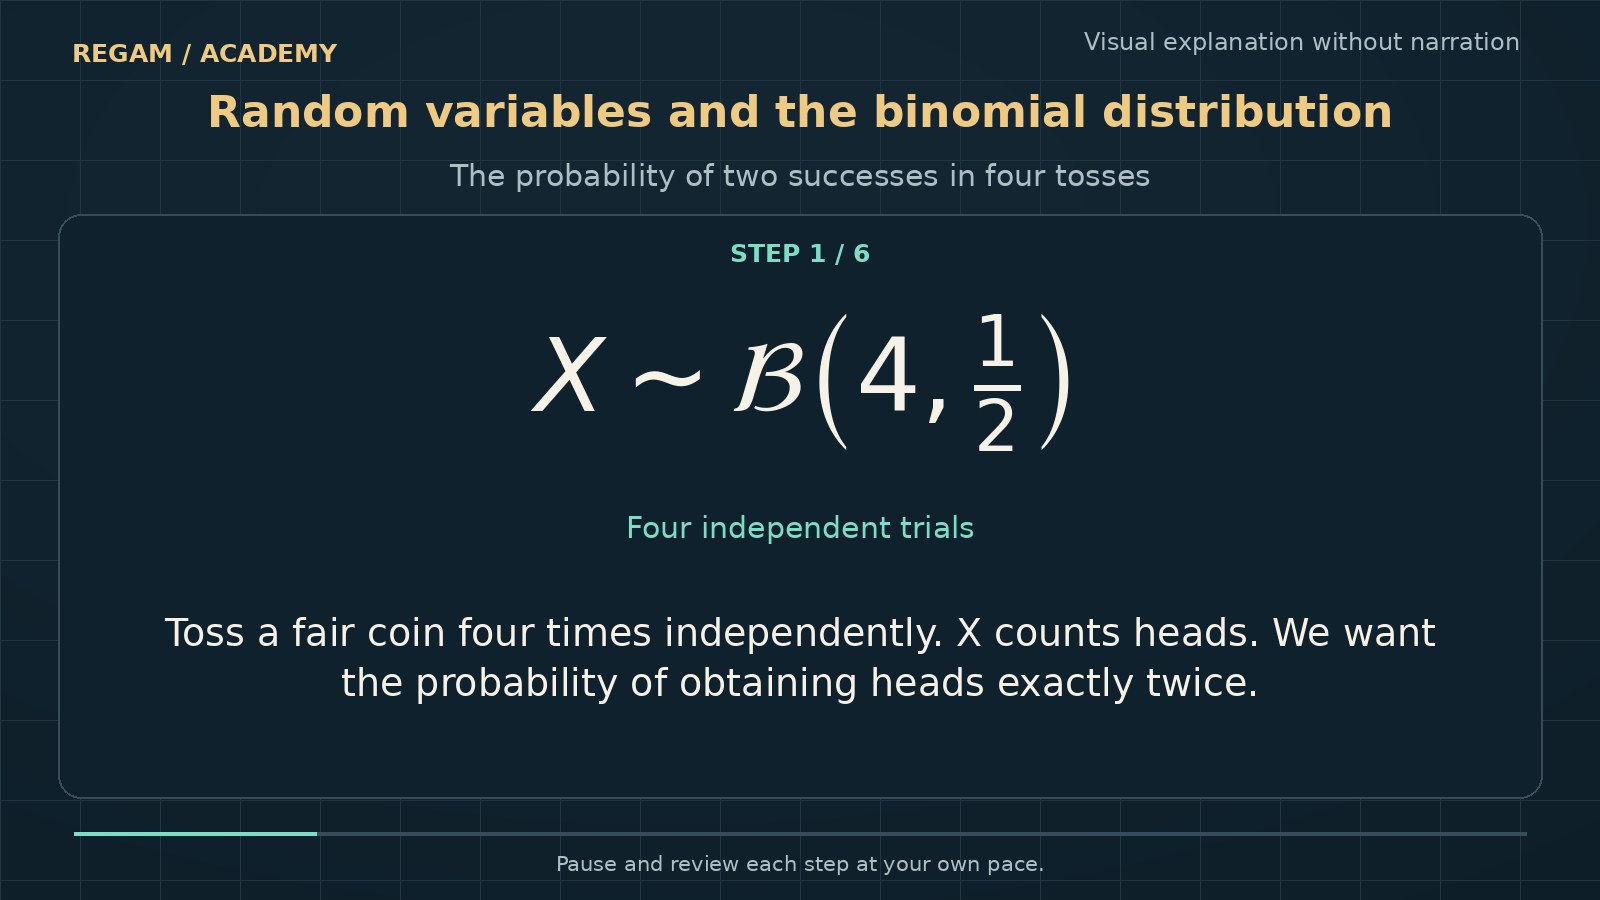 REGAM / ACADEMY
Visual explanation without narration
Random variables and the binomial distribution
The probability of two successes in four tosses
STEP 1 / 6
X ~ ℬ(4, 1/2)
Four independent trials
Toss a fair coin four times independently. X counts heads. We want
the probability of obtaining heads exactly twice.
Pause and review each step at your own pace.